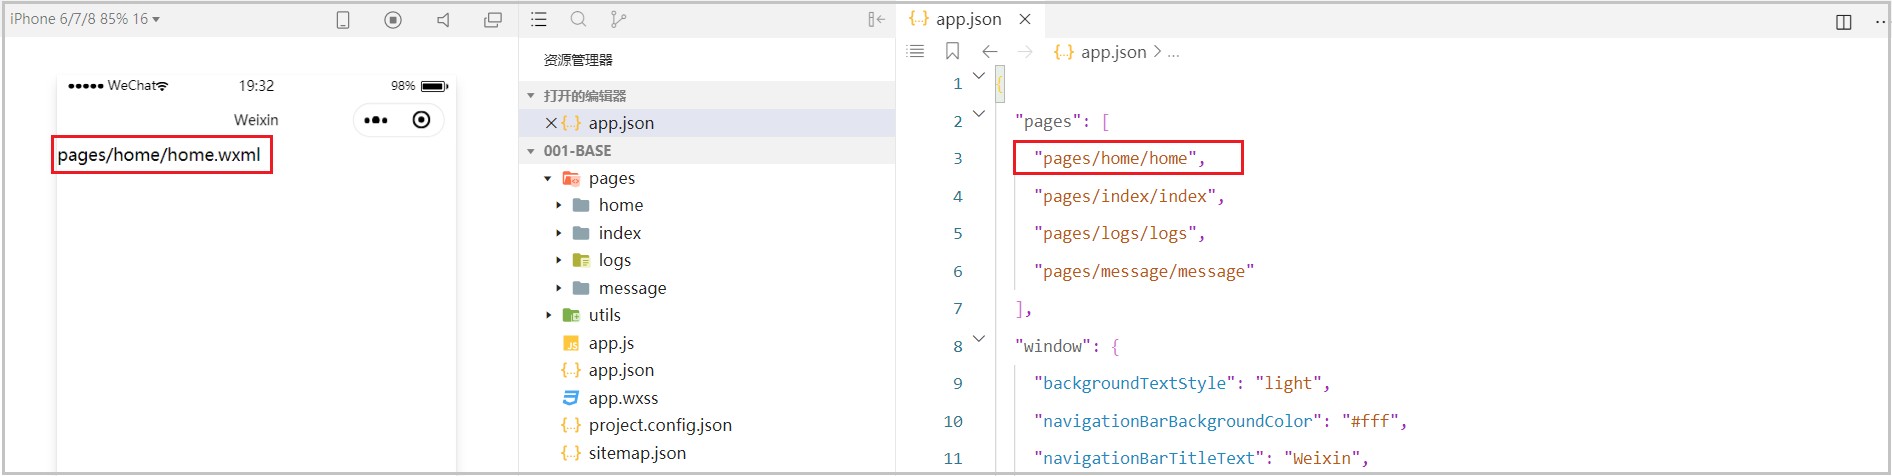 iPhone 6/7/8 85% 16
WeChat
19:32
98%
Weixin
pages/home/home.wxml
资源管理器
打开的编辑器
{..} app.json
001-BASE
pages
home
index
logs
message
utils
JS app.js
{..} app.json
app.wxss
{..} project.config.json
{..} sitemap.json
{..} app.json
{..} app.json > ...
1 {
2 "pages": [
3 "pages/home/home",
4 "pages/index/index",
5 "pages/logs/logs",
6 "pages/message/message"
7 ],
8 "window": {
9 "backgroundTextStyle": "light",
10 "navigationBarBackgroundColor": "#fff",
11 "navigationBarTitleText": "Weixin",